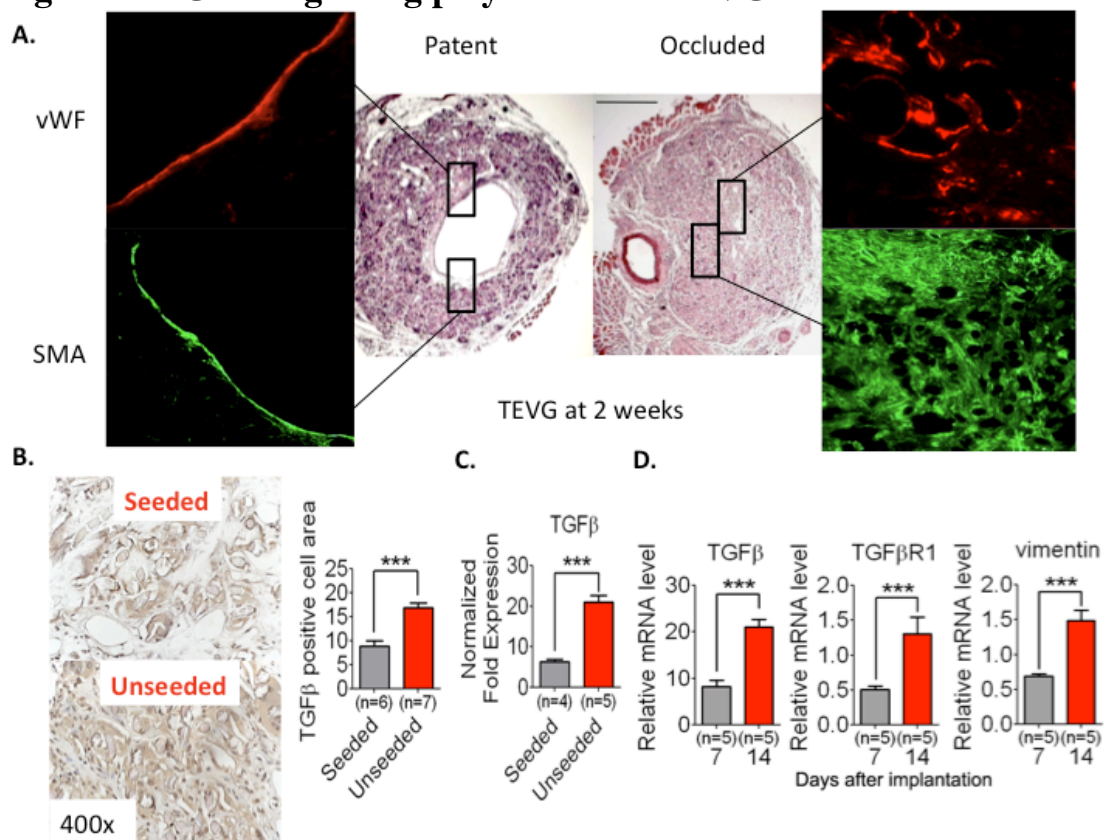 A.
Patent
Occluded
vWF
SMA
TEVG at 2 weeks
B.
Seeded
Unseeded
400x
TGFβ positive cell area
25
20
15
10
5
0
***
(n=6) (n=7)
Seeded
Unseeded
C.
TGFβ
Normalized
Fold Expression
30
20
10
0
***
(n=4) (n=5)
Seeded
Unseeded
D.
TGFβ
Relative mRNA level
30
20
10
0
***
(n=5) (n=5)
7 14
TGFβR1
Relative mRNA level
2.0
1.5
1.0
0.5
0.0
***
(n=5) (n=5)
7 14
vimentin
Relative mRNA level
2.0
1.5
1.0
0.5
0.0
***
(n=5) (n=5)
7 14
Days after implantation